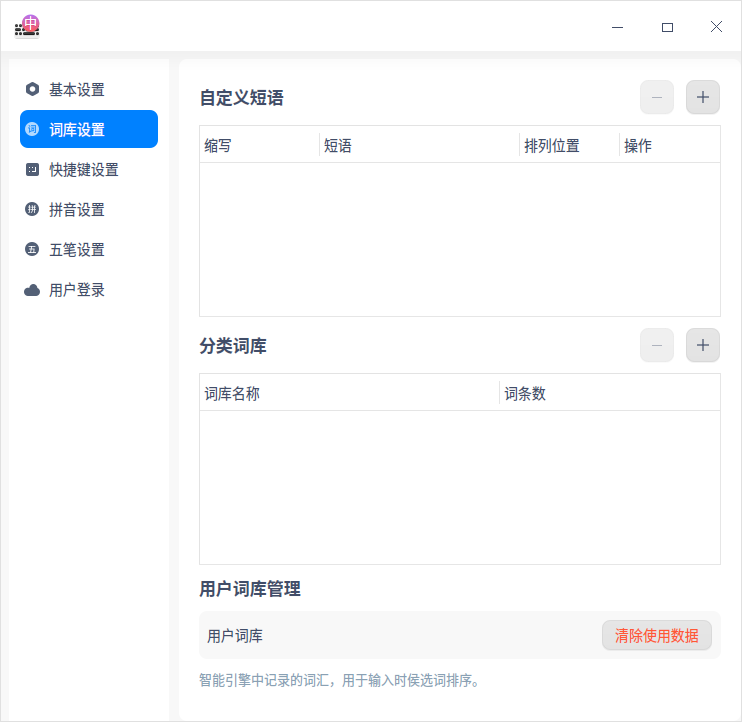 中
基本设置
词 词库设置
快捷键设置
拼 拼音设置
五 五笔设置
用户登录
自定义短语
缩写 短语 排列位置 操作
分类词库
词库名称 词条数
用户词库管理
用户词库 清除使用数据
智能引擎中记录的词汇，用于输入时侯选词排序。